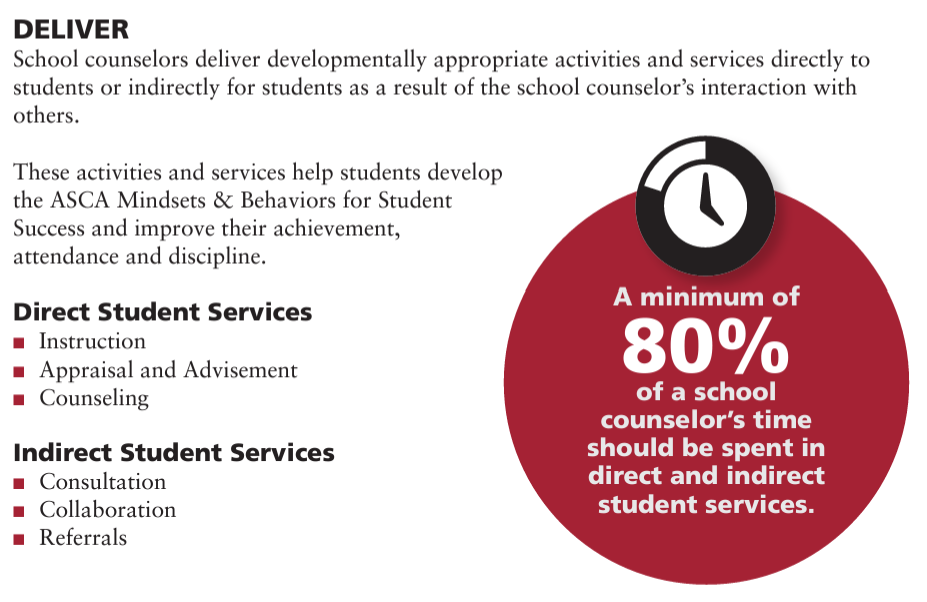 DELIVER
School counselors deliver developmentally appropriate activities and services directly to
students or indirectly for students as a result of the school counselor’s interaction with
others.
These activities and services help students develop
the ASCA Mindsets & Behaviors for Student
Success and improve their achievement,
attendance and discipline.
Direct Student Services
■ Instruction
■ Appraisal and Advisement
■ Counseling
Indirect Student Services
■ Consultation
■ Collaboration
■ Referrals
A minimum of
80%
of a school
counselor’s time
should be spent in
direct and indirect
student services.